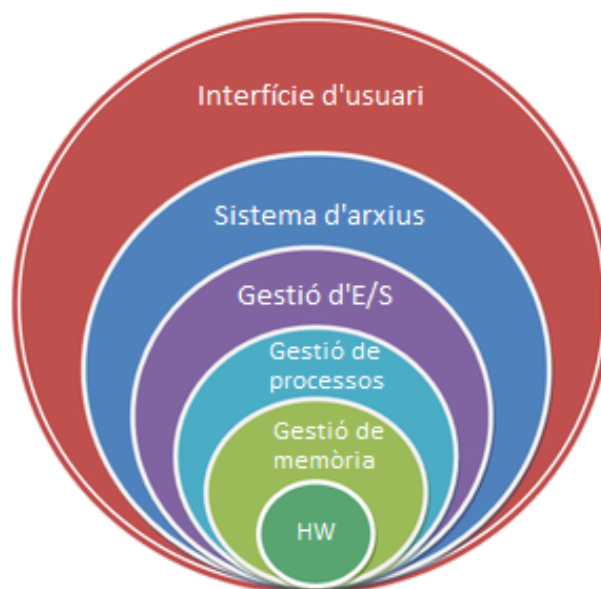 Interfície d'usuari
Sistema d'arxius
Gestió d'E/S
Gestió de
processos
Gestió de
memòria
HW